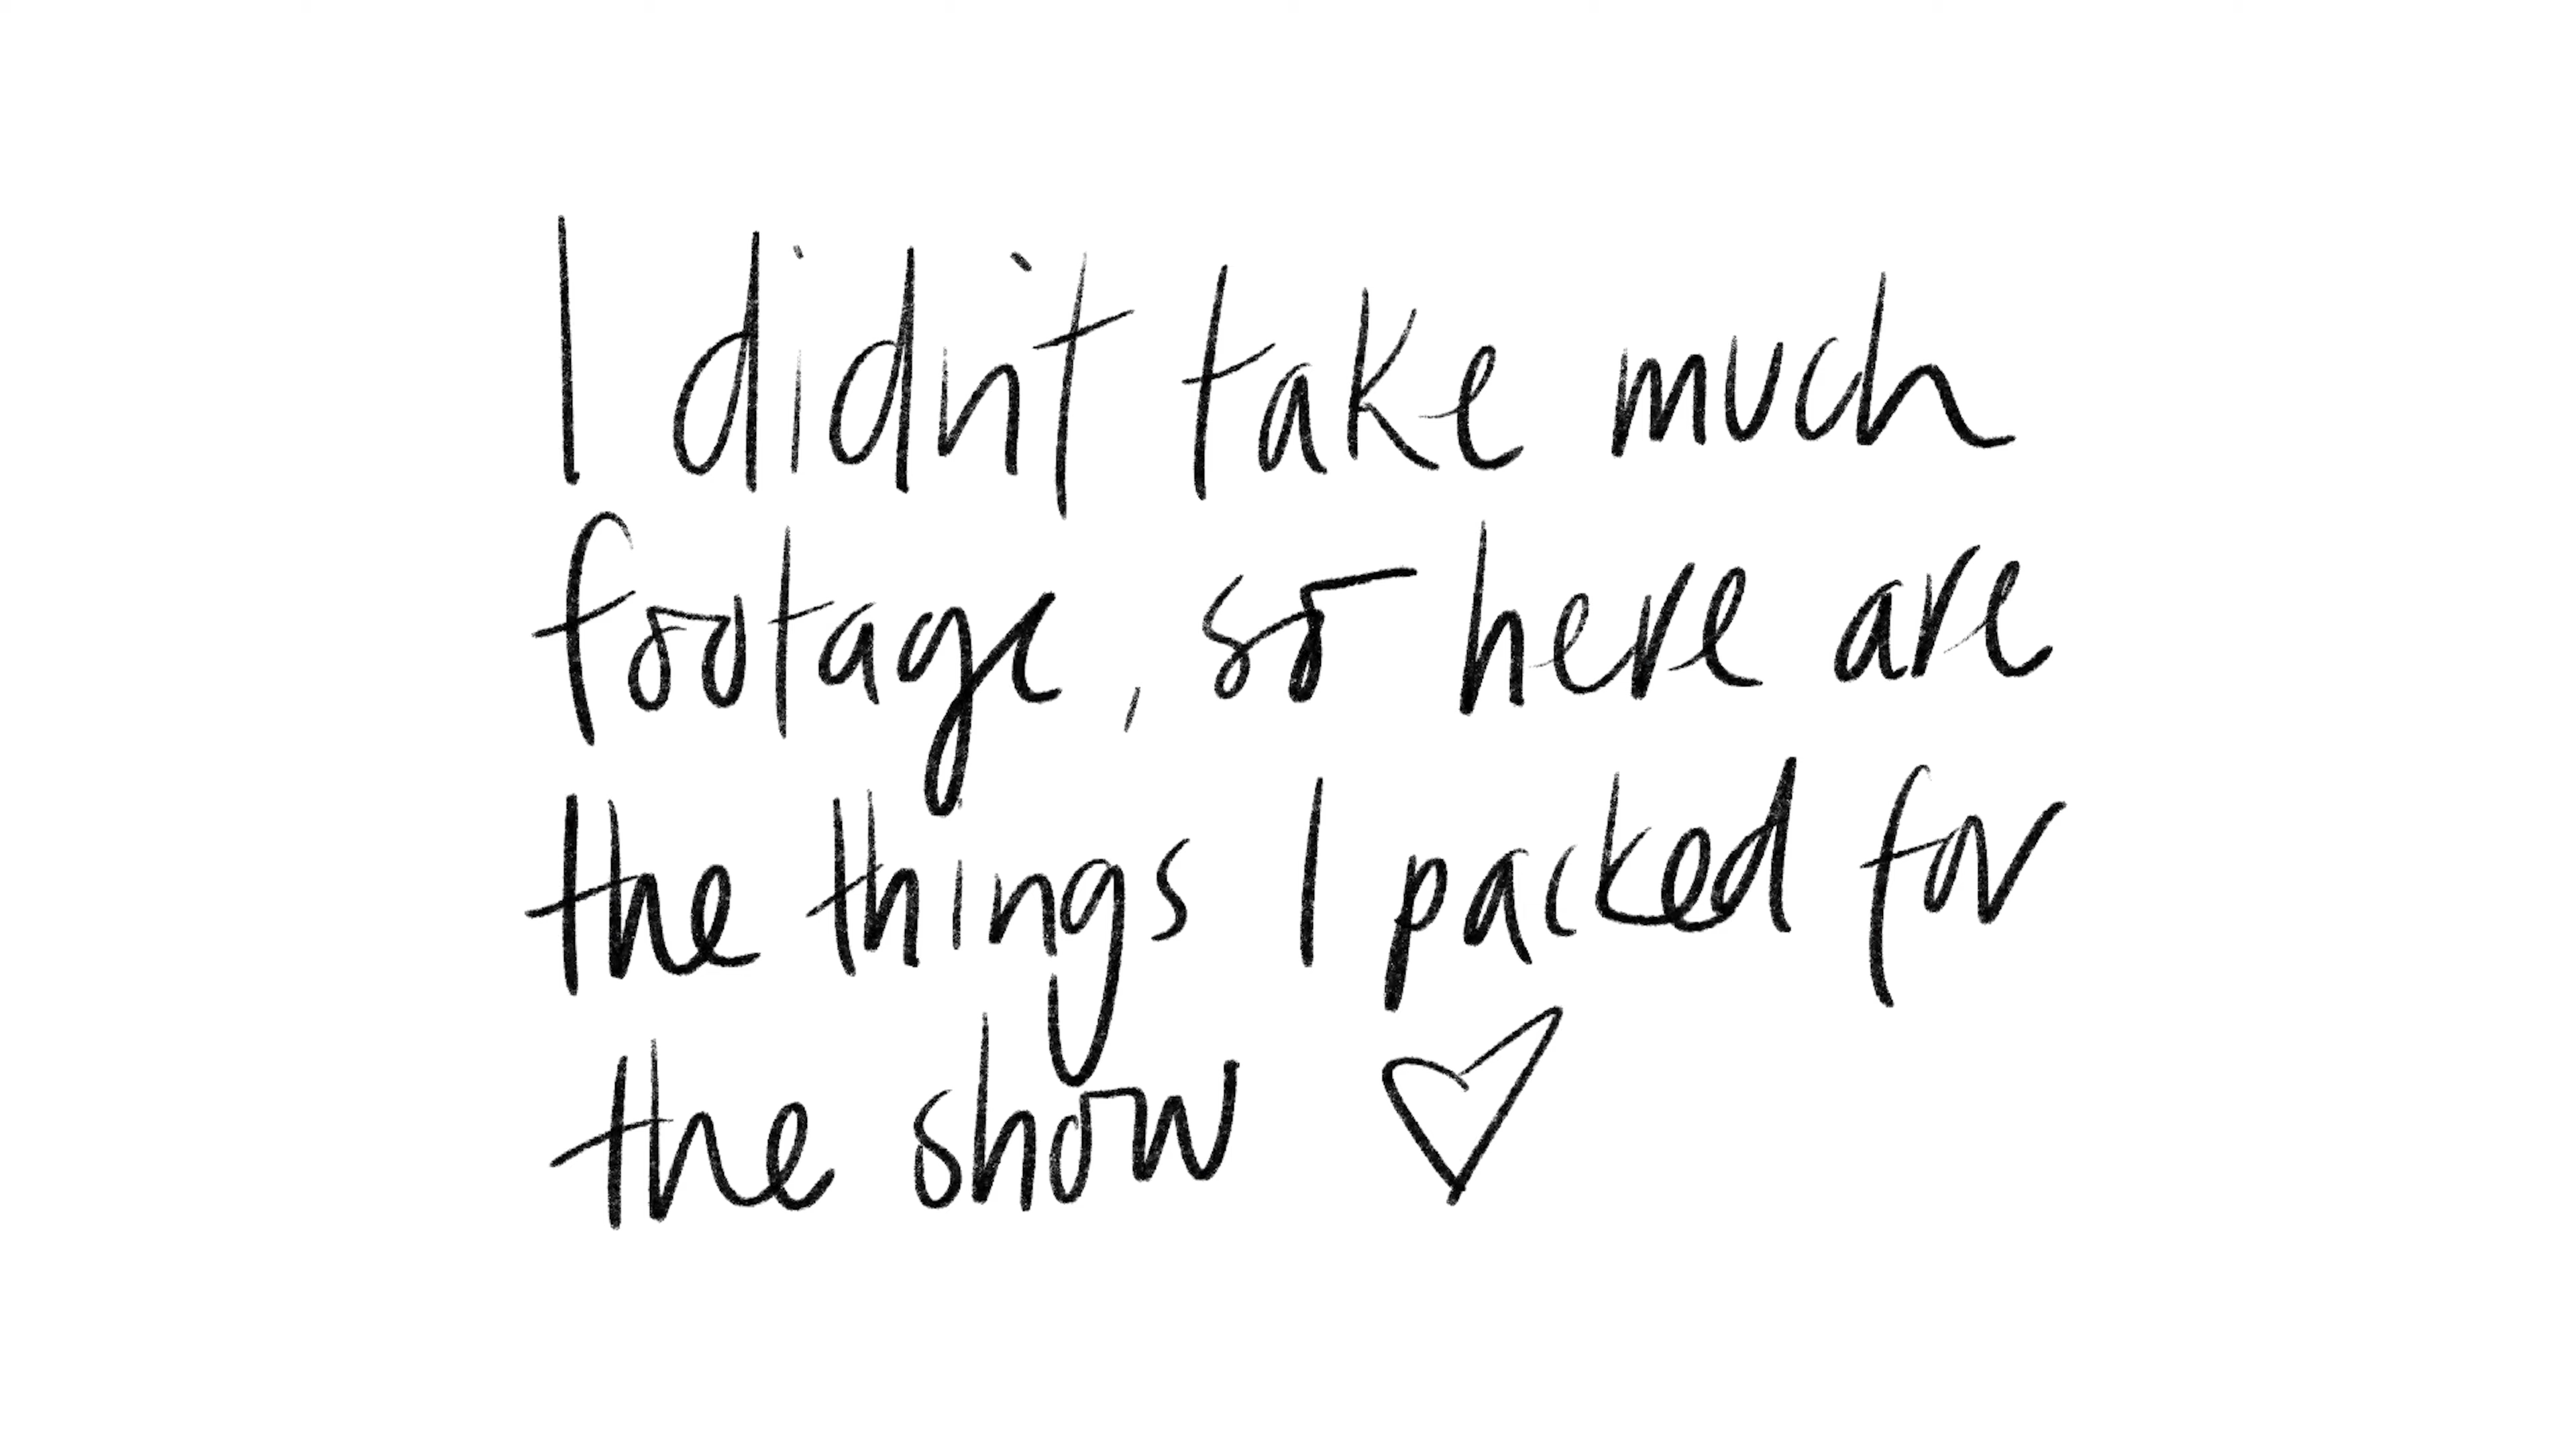 I didn't take much
footage, so here are
the things I packed for
the show ♡